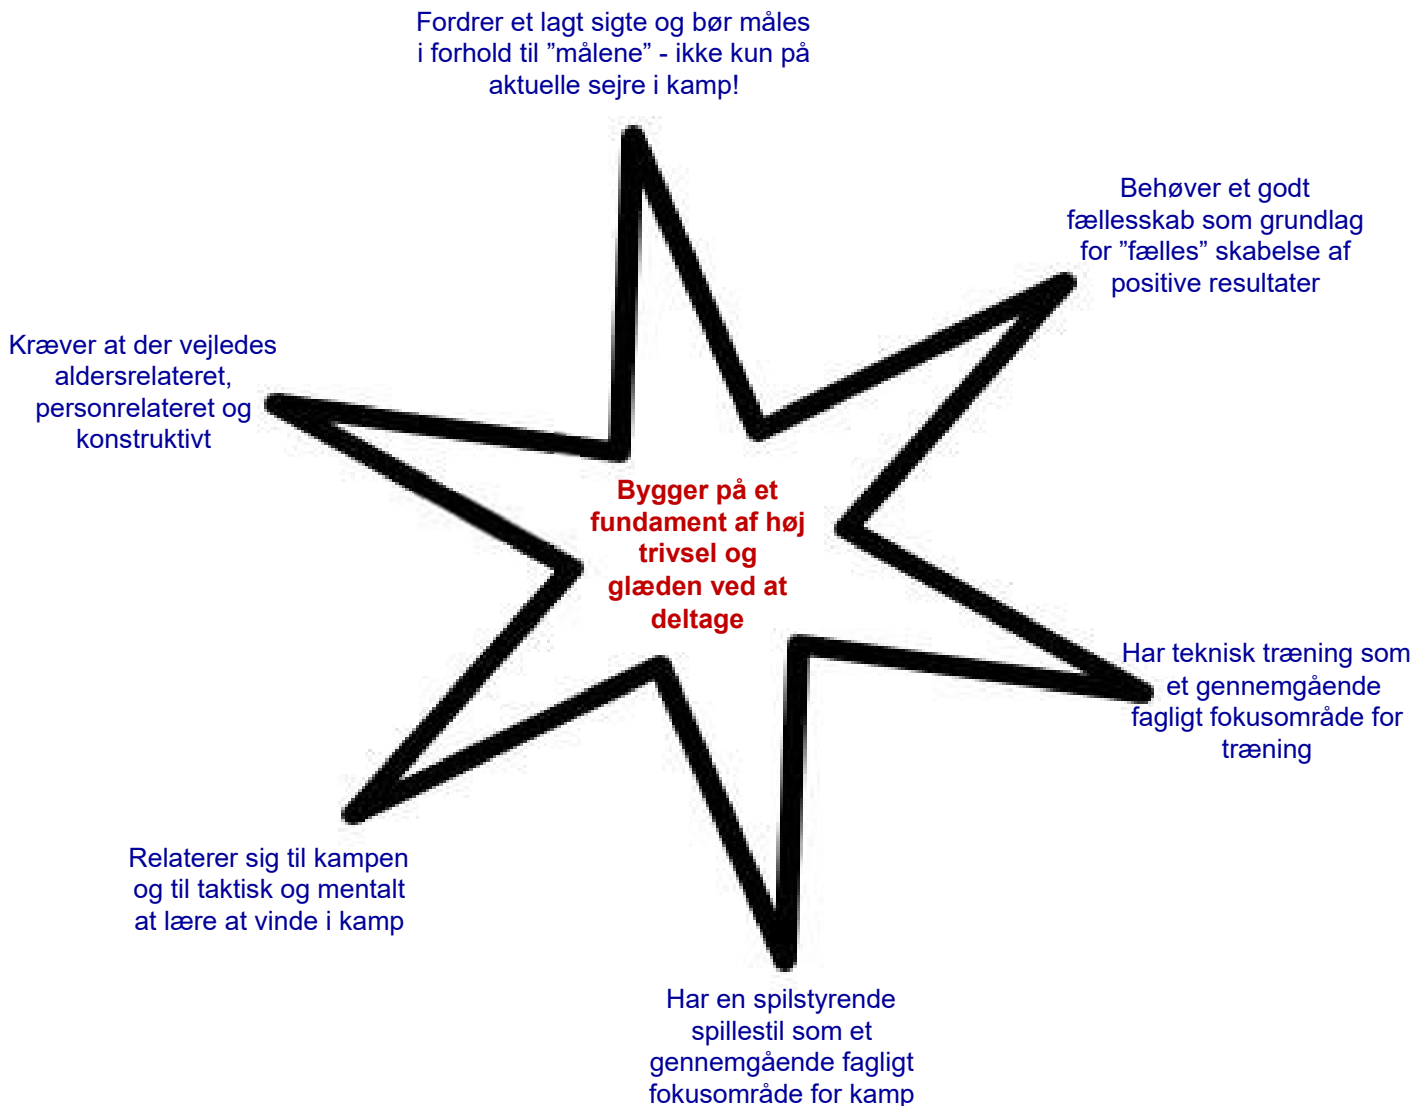 Fordrer et lagt sigte og bør måles
i forhold til ”målene” - ikke kun på
aktuelle sejre i kamp!
Behøver et godt
fællesskab som grundlag
for ”fælles” skabelse af
positive resultater
Kræver at der vejledes
aldersrelateret,
personrelateret og
konstruktivt
Bygger på et
fundament af høj
trivsel og
glæden ved at
deltage
Har teknisk træning som
et gennemgående
fagligt fokusområde for
træning
Relaterer sig til kampen
og til taktisk og mentalt
at lære at vinde i kamp
Har en spilstyrende
spillestil som et
gennemgående fagligt
fokusområde for kamp